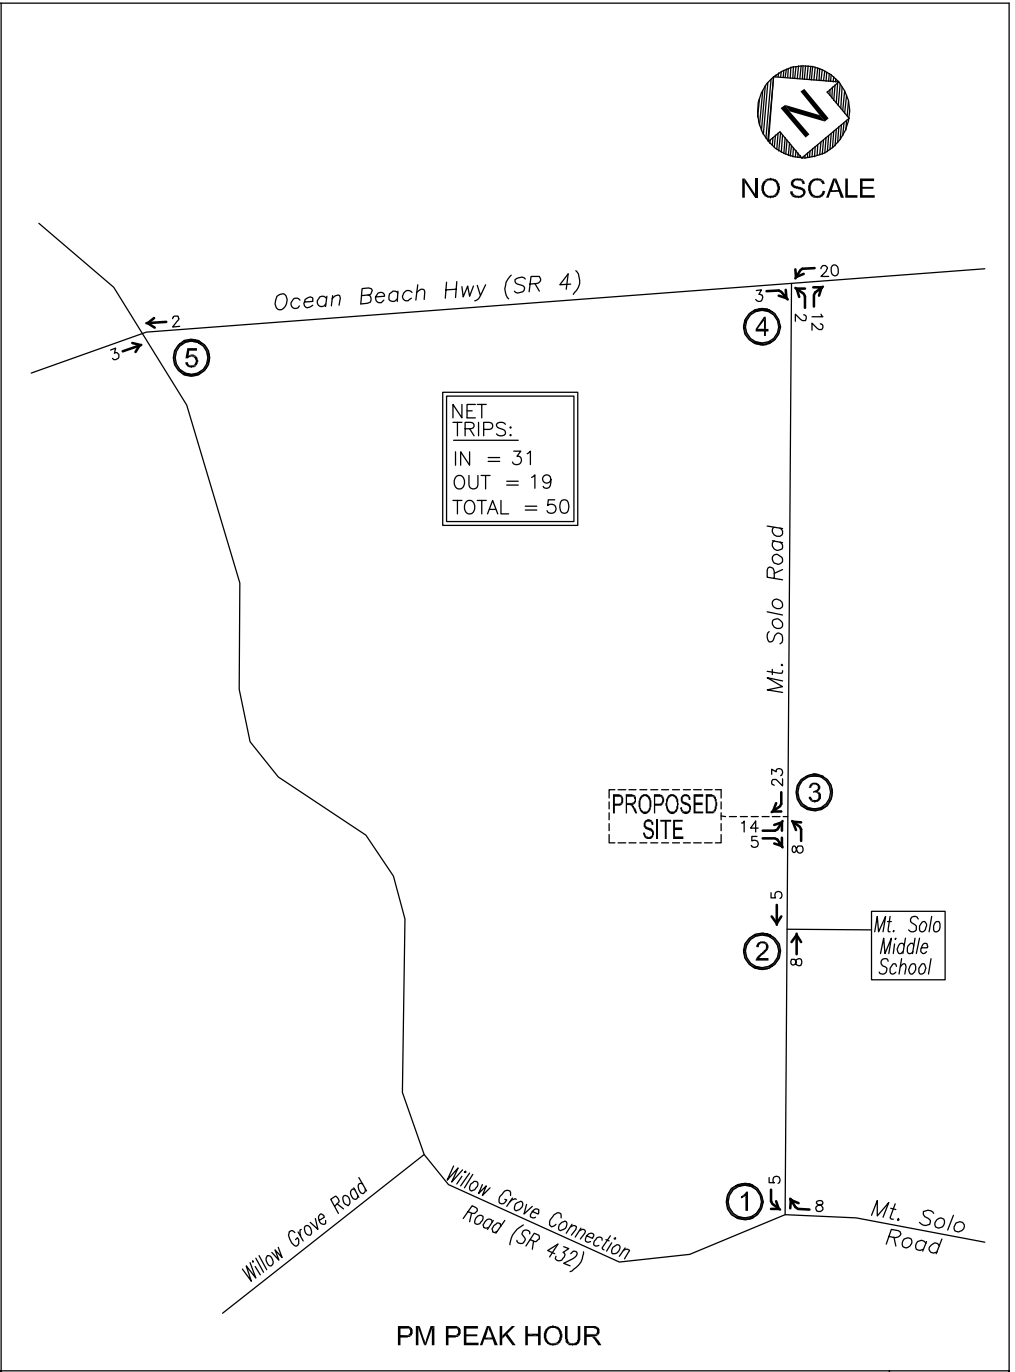 N
NO SCALE
Ocean Beach Hwy (SR 4)
20
3
2
12
4
2
3
5
NET
TRIPS:
IN = 31
OUT = 19
TOTAL = 50
Mt. Solo Road
23
3
PROPOSED
SITE
14
5
8
5
2
8
Mt. Solo
Middle
School
5
1
8
Mt. Solo
Road
Willow Grove Connection
Road (SR 432)
Willow Grove Road
PM PEAK HOUR